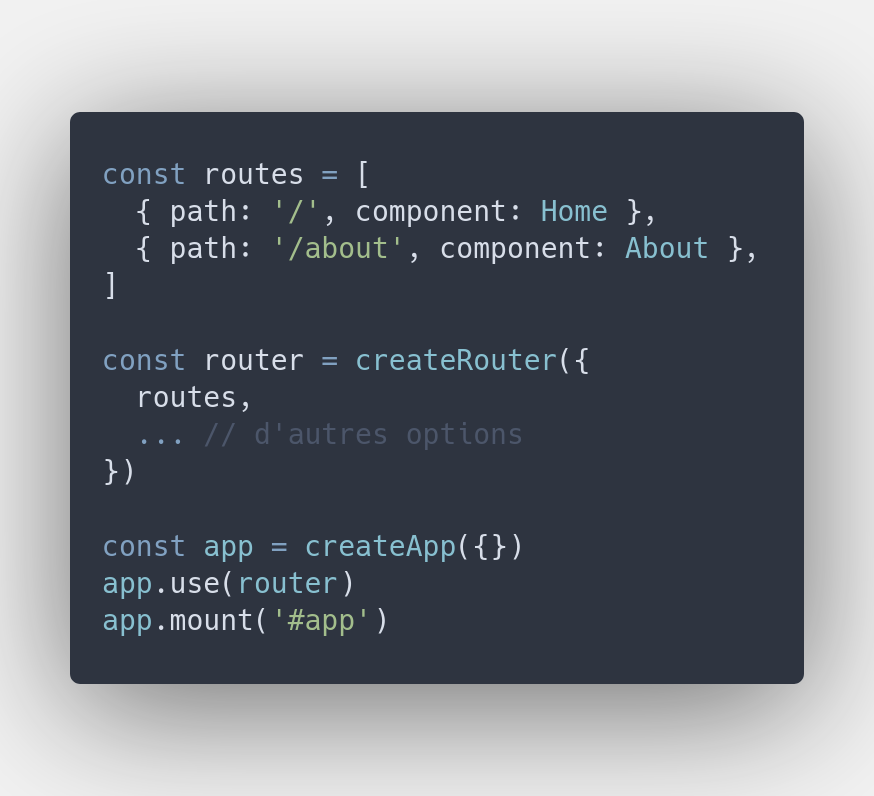 const routes = [
  { path: '/', component: Home },
  { path: '/about', component: About },
]

const router = createRouter({
  routes,
  ... // d'autres options
})

const app = createApp({})
app.use(router)
app.mount('#app')